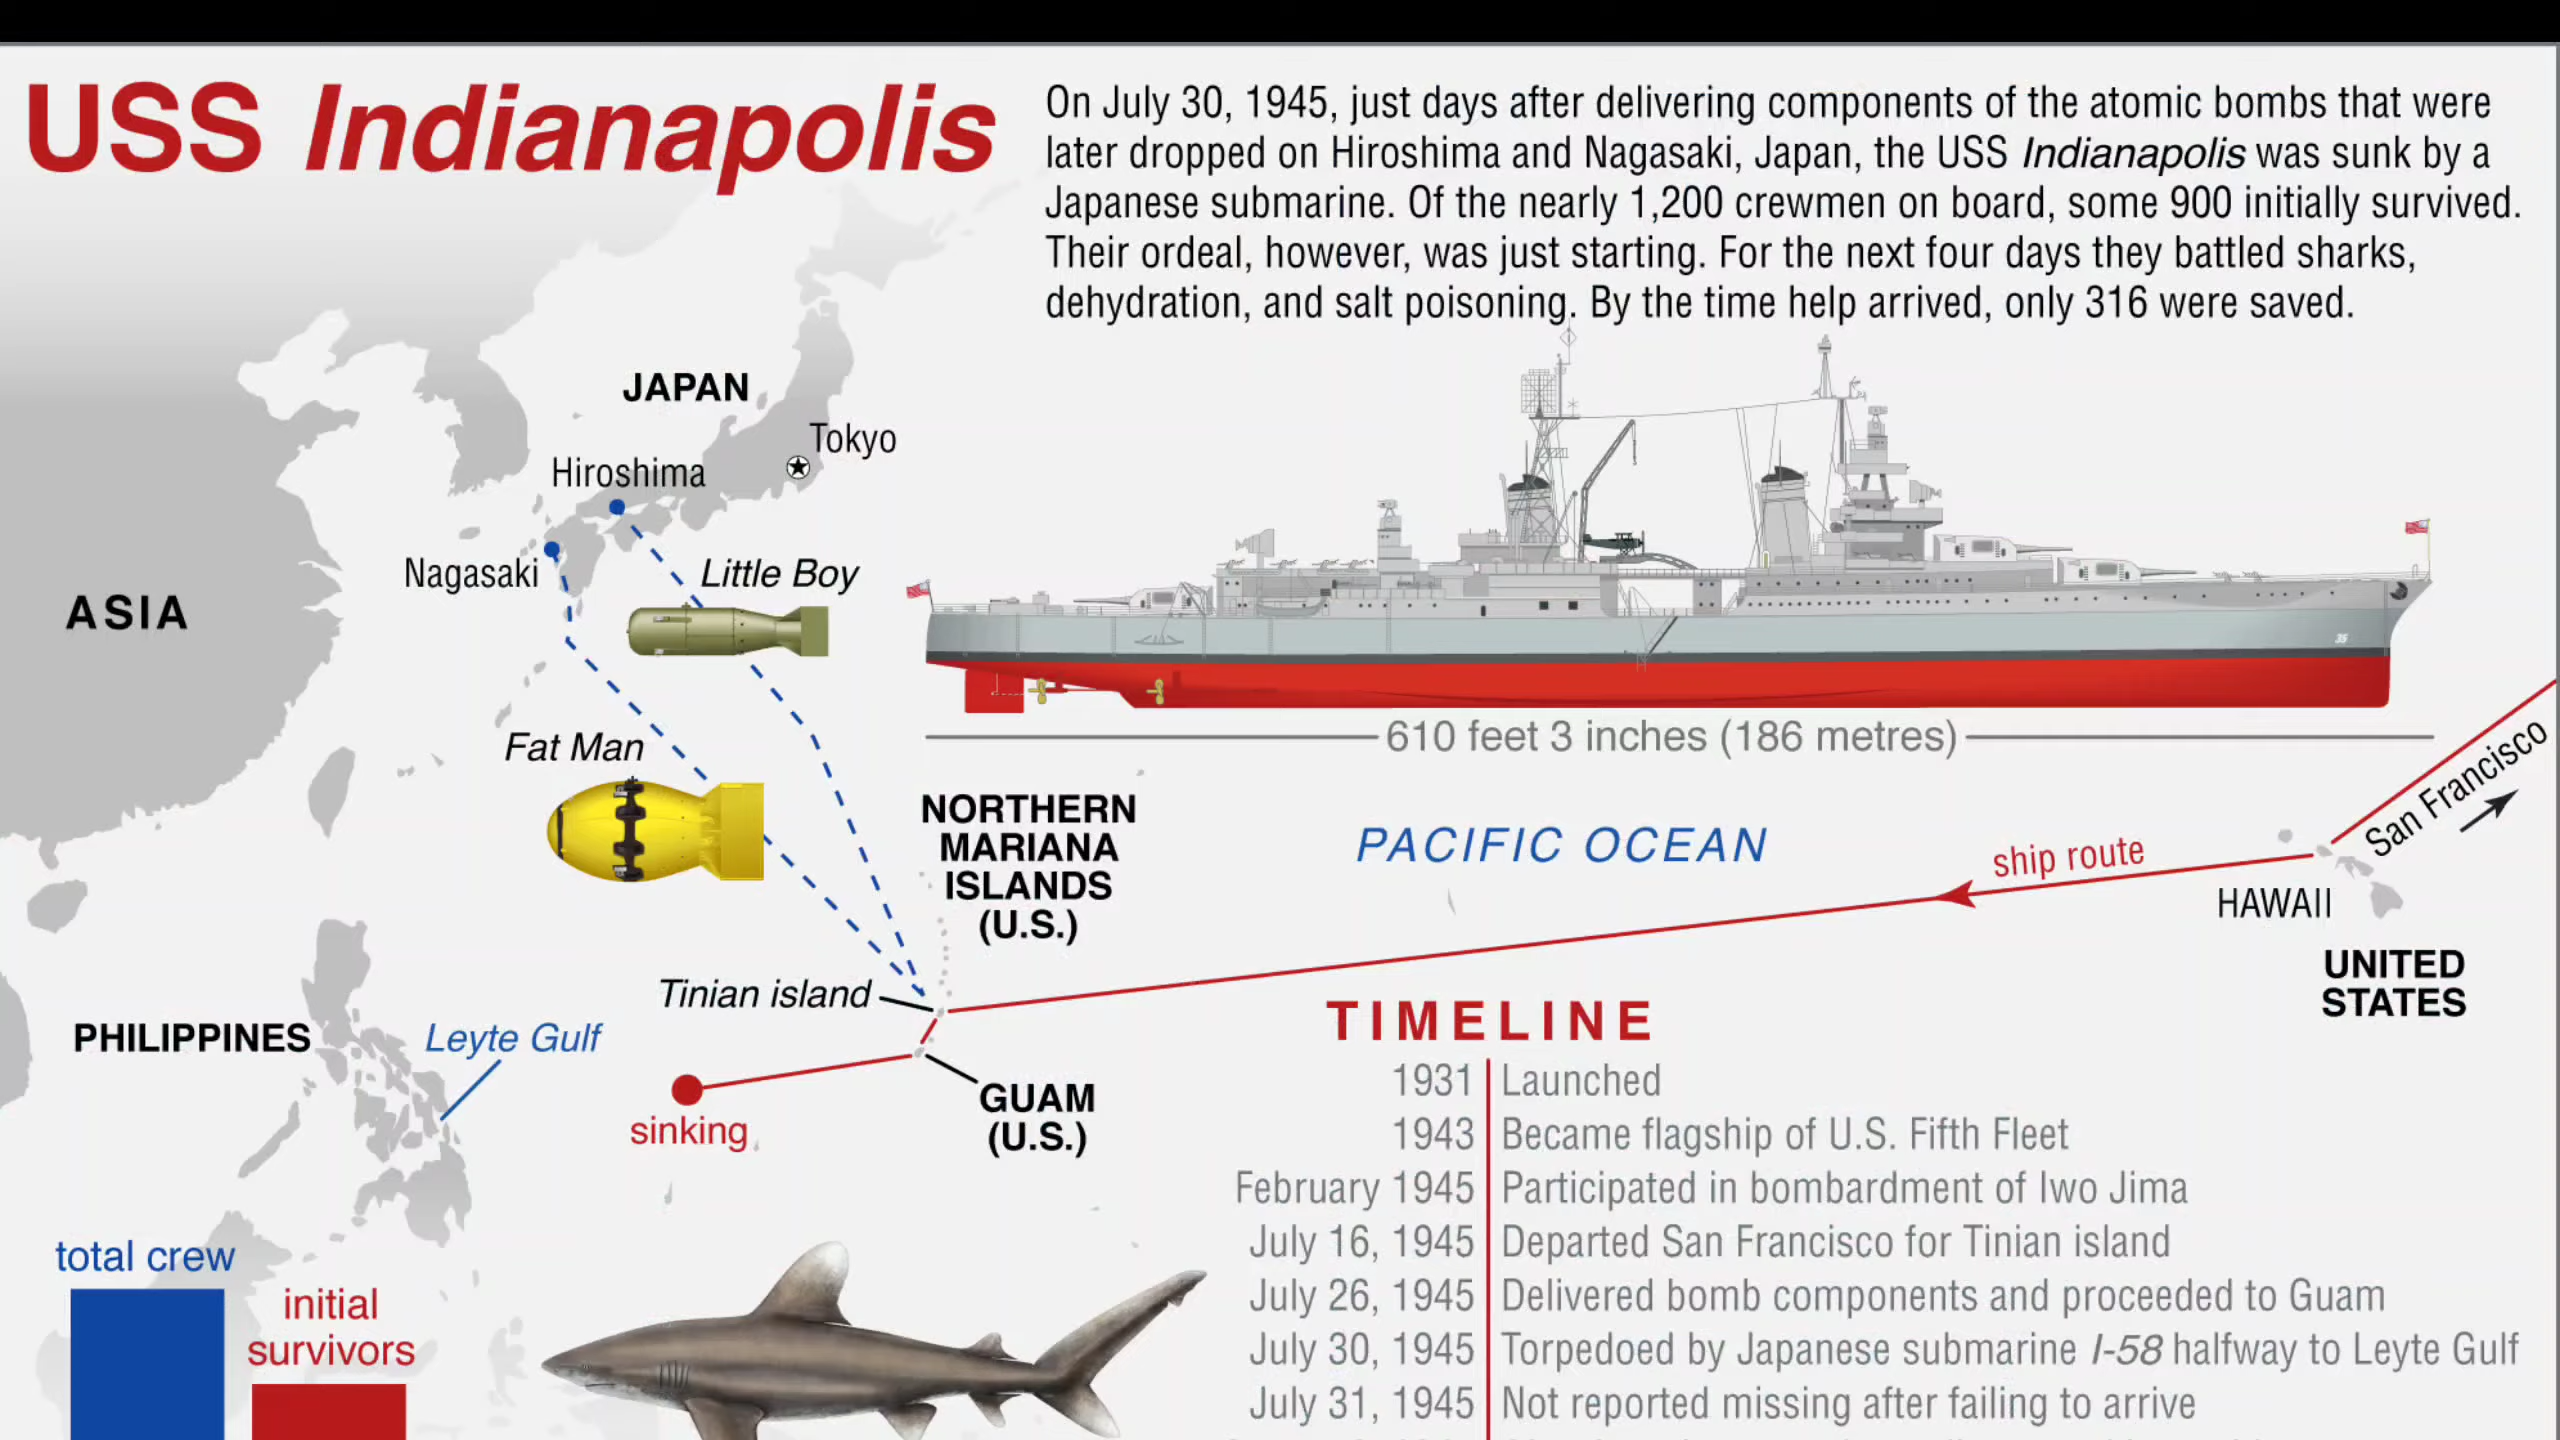 USS Indianapolis
On July 30, 1945, just days after delivering components of the atomic bombs that were
later dropped on Hiroshima and Nagasaki, Japan, the USS Indianapolis was sunk by a
Japanese submarine. Of the nearly 1,200 crewmen on board, some 900 initially survived.
Their ordeal, however, was just starting. For the next four days they battled sharks,
dehydration, and salt poisoning. By the time help arrived, only 316 were saved.
JAPAN
Tokyo
Hiroshima
Nagasaki
Little Boy
ASIA
35
610 feet 3 inches (186 metres)
Fat Man
San Francisco
NORTHERN
MARIANA
ISLANDS
(U.S.)
PACIFIC OCEAN
ship route
HAWAII
UNITED
STATES
Tinian island
PHILIPPINES
Leyte Gulf
GUAM
(U.S.)
sinking
TIMELINE
1931 Launched
1943 Became flagship of U.S. Fifth Fleet
February 1945 Participated in bombardment of Iwo Jima
July 16, 1945 Departed San Francisco for Tinian island
July 26, 1945 Delivered bomb components and proceeded to Guam
July 30, 1945 Torpedoed by Japanese submarine I-58 halfway to Leyte Gulf
July 31, 1945 Not reported missing after failing to arrive
total crew
initial
survivors